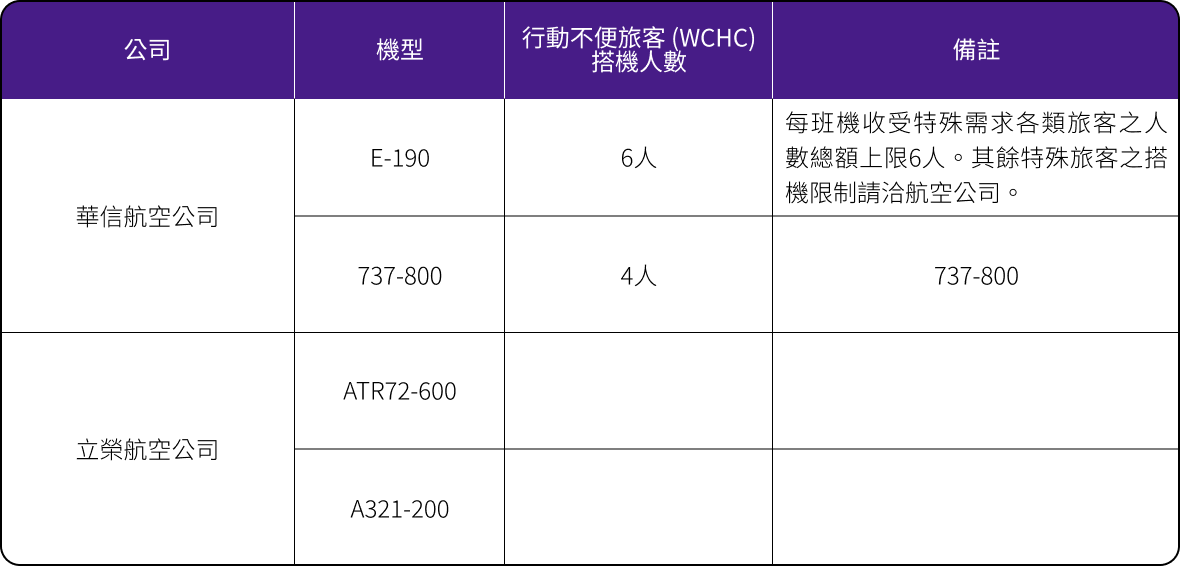 公司
機型
行動不便旅客 (WCHC)
搭機人數
備註
華信航空公司
E-190
6人
每班機收受特殊需求各類旅客之人
數總額上限6人。其餘特殊旅客之搭
機限制請洽航空公司。
737-800
4人
737-800
立榮航空公司
ATR72-600
A321-200